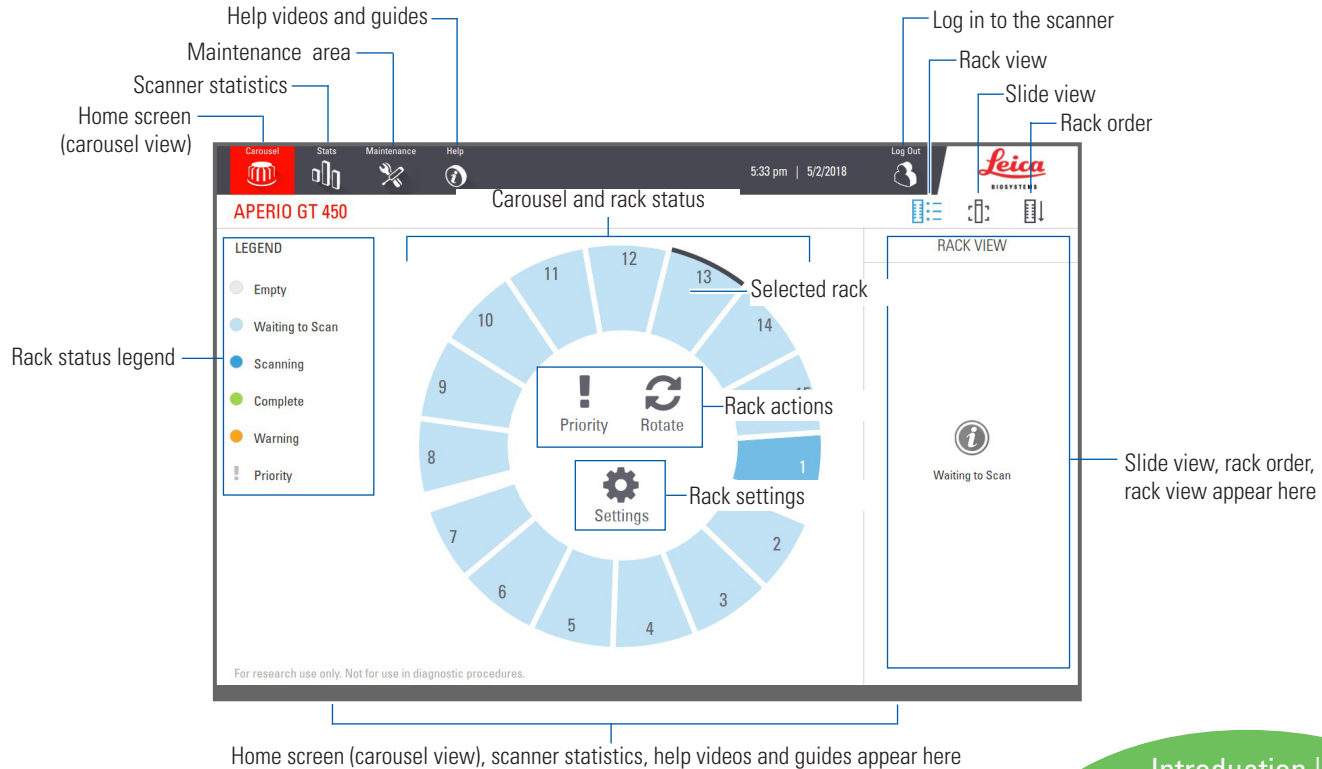 Help videos and guides
Log in to the scanner
Maintenance area
Rack view
Scanner statistics
Slide view
Home screen
(carousel view)
Rack order
Carousel
Stats
Maintenance
Help
5:33 pm | 5/2/2018
Log Out
Leica
BIOSYSTEMS
APERIO GT 450
Carousel and rack status
LEGEND
RACK VIEW
Empty
Waiting to Scan
Scanning
Complete
Warning
Priority
Rack status legend
12
11
13
Selected rack
10
14
9
Priority
Rotate
Rack actions
8
1
Waiting to Scan
Slide view, rack order,
rack view appear here
Settings
Rack settings
7
2
6
3
5
4
For research use only. Not for use in diagnostic procedures.
Home screen (carousel view), scanner statistics, help videos and guides appear here
Introduction |